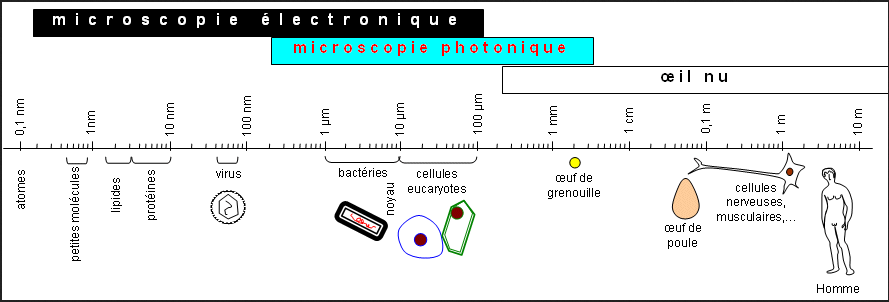 microscopie électronique
microscopie photonique
œil nu
0,1 nm
1nm
10 nm
100 nm
1 µm
10 µm
100 µm
1 mm
1 cm
0,1 m
1 m
10 m
atomes
petites molécules
lipides
protéines
virus
bactéries
noyau
cellules
eucaryotes
œuf de
grenouille
œuf de
poule
cellules
nerveuses,
musculaires,...
Homme